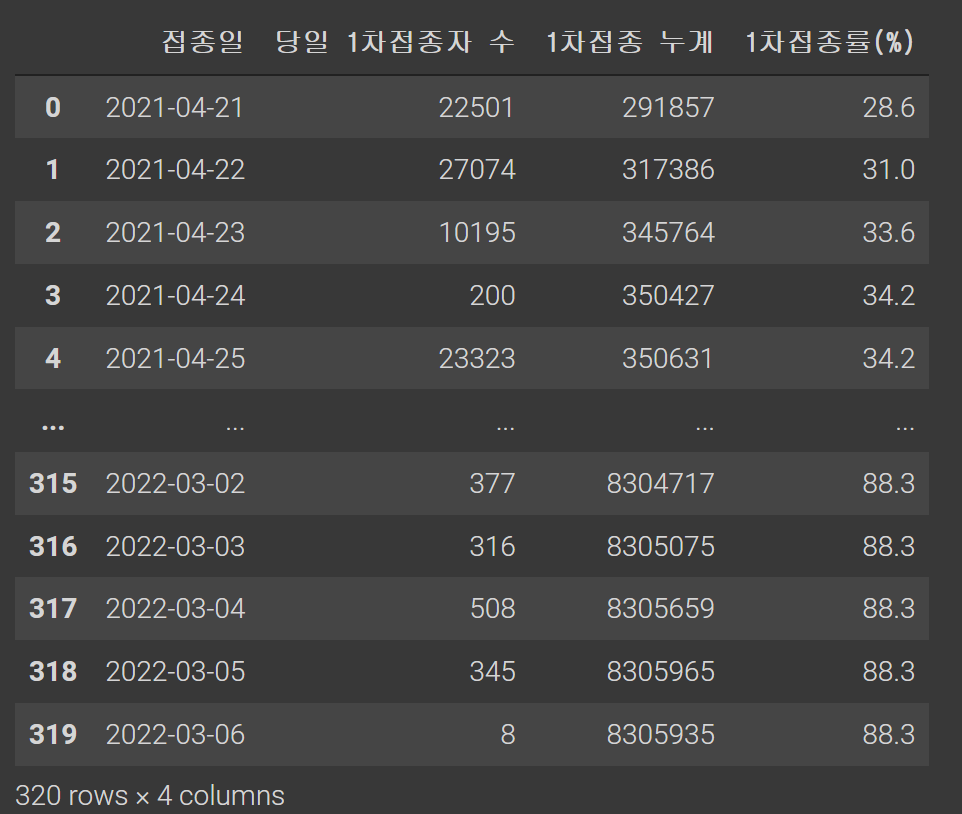 접종일 당일 1차접종자 수 1차접종 누계 1차접종률(%)
0 2021-04-21 22501 291857 28.6
1 2021-04-22 27074 317386 31.0
2 2021-04-23 10195 345764 33.6
3 2021-04-24 200 350427 34.2
4 2021-04-25 23323 350631 34.2
... ... ... ... ...
315 2022-03-02 377 8304717 88.3
316 2022-03-03 316 8305075 88.3
317 2022-03-04 508 8305659 88.3
318 2022-03-05 345 8305965 88.3
319 2022-03-06 8 8305935 88.3
320 rows × 4 columns